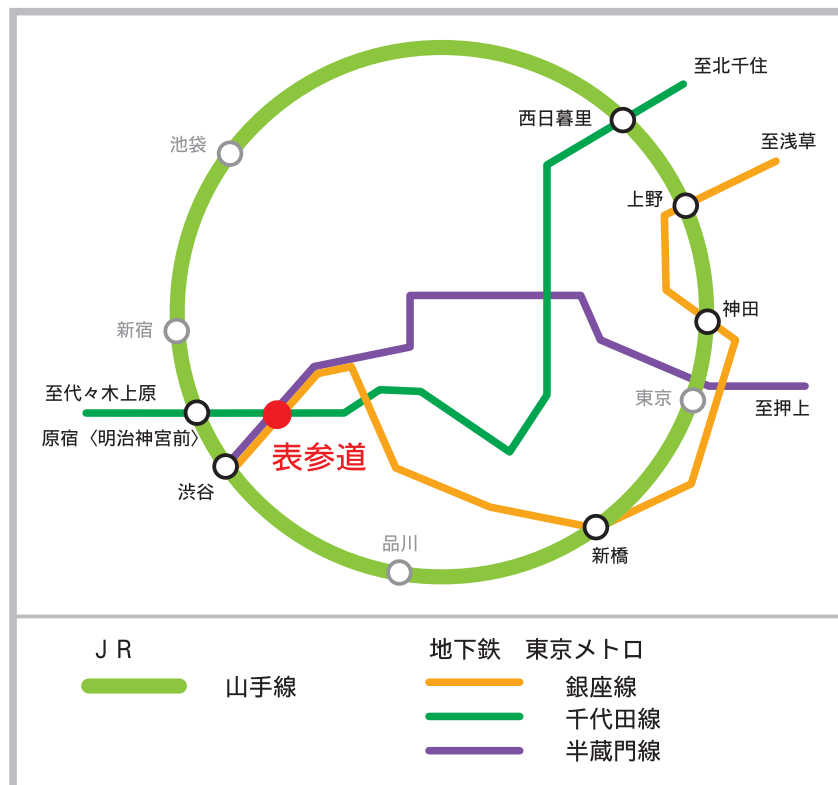 至北千住
西日暮里
至浅草
池袋
上野
神田
新宿
至代々木上原
東京
至押上
原宿〈明治神宮前〉
表参道
渋谷
品川
新橋
ＪＲ
山手線
地下鉄　東京メトロ
銀座線
千代田線
半蔵門線